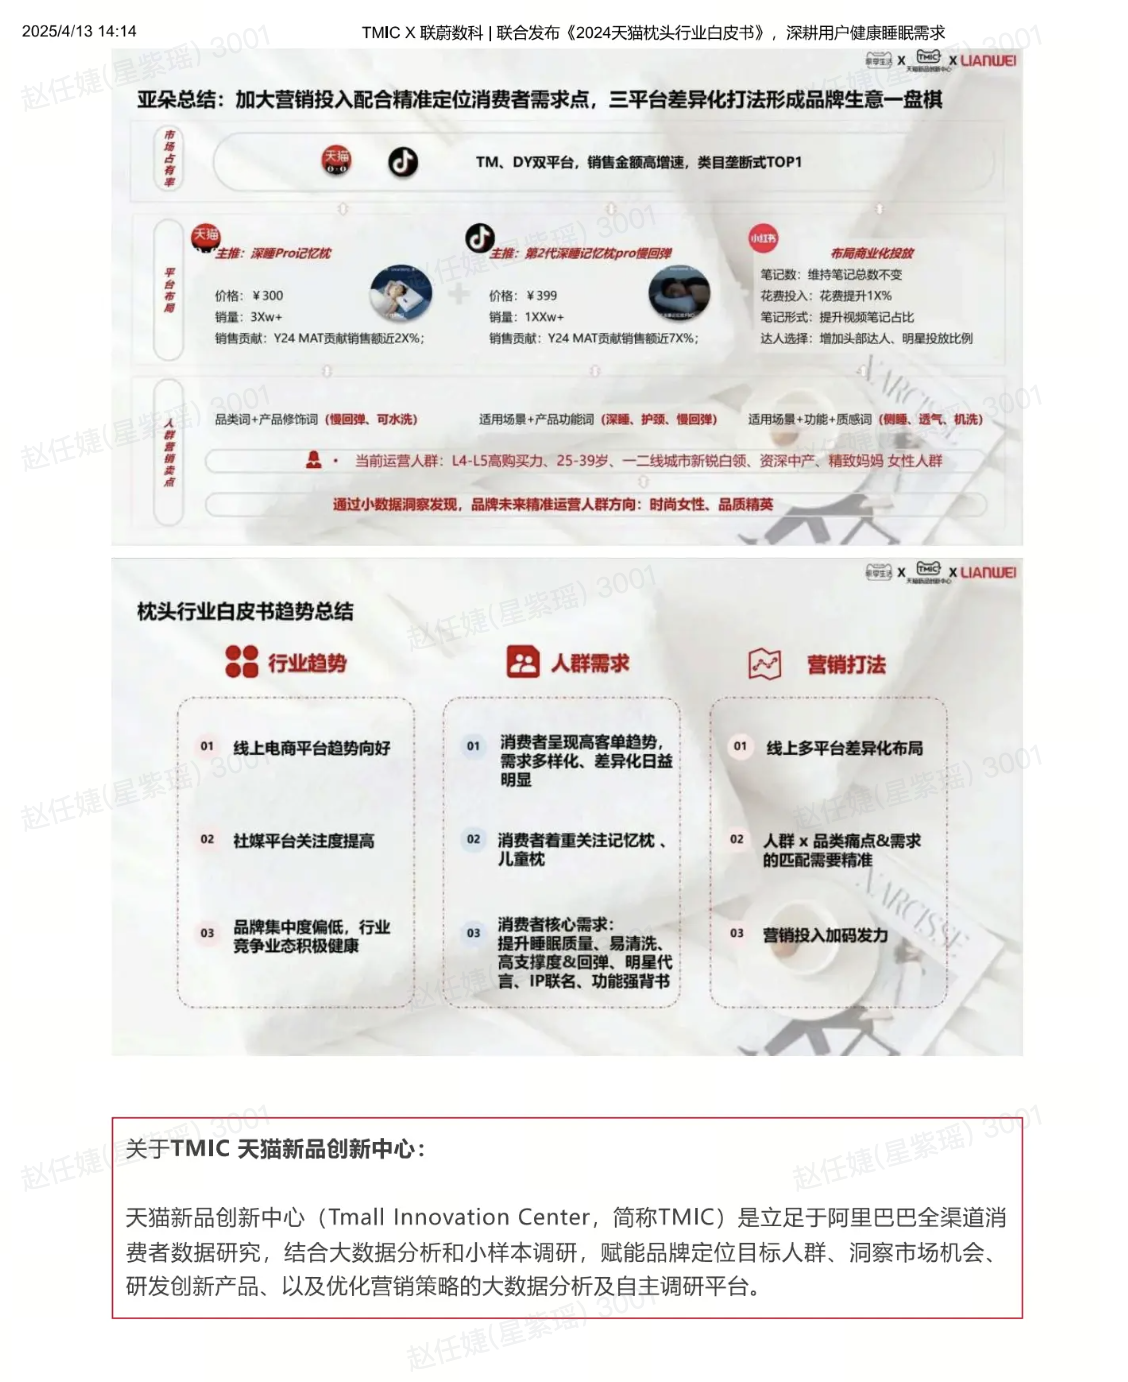 2025/4/13 14:14
TMIC X 联蔚数科 | 联合发布《2024天猫枕头行业白皮书》，深耕用户健康睡眠需求
X TMIC X LIANWEI
天猫新品创新中心
亚朵总结：加大营销投入配合精准定位消费者需求点，三平台差异化打法形成品牌生意一盘棋
市场占有率
天猫
TM、DY双平台，销售金额高增速，类目垄断式TOP1
平台布局
天猫
主推：深睡Pro记忆枕
价格：￥300
销量：3Xw+
销售贡献：Y24 MAT贡献销售额近2X%；
主推：第2代深睡记忆枕pro慢回弹
价格：￥399
销量：1XXw+
销售贡献：Y24 MAT贡献销售额近7X%；
小红书
布局商业化投放
笔记数：维持笔记总数不变
花费投入：花费提升1X%
笔记形式：提升视频笔记占比
达人选择：增加头部达人、明星投放比例
人群营销卖点
品类词+产品修饰词（慢回弹、可水洗）
适用场景+产品功能词（深睡、护颈、慢回弹）
适用场景+功能+质感词（侧睡、透气、机洗）
• 当前运营人群：L4-L5高购买力、25-39岁、一二线城市新锐白领、资深中产、精致妈妈 女性人群
通过小数据洞察发现，品牌未来精准运营人群方向：时尚女性、品质精英
NARCISSE
X TMIC X LIANWEI
天猫新品创新中心
枕头行业白皮书趋势总结
行业趋势
01 线上电商平台趋势向好
02 社媒平台关注度提高
03 品牌集中度偏低，行业
竞争业态积极健康
人群需求
01 消费者呈现高客单趋势，
需求多样化、差异化日益
明显
02 消费者着重关注记忆枕、
儿童枕
03 消费者核心需求：
提升睡眠质量、易清洗、
高支撑度&回弹、明星代
言、IP联名、功能强背书
营销打法
01 线上多平台差异化布局
02 人群 x 品类痛点&需求
的匹配需要精准
03 营销投入加码发力
NARCISSE
关于TMIC 天猫新品创新中心：
天猫新品创新中心（Tmall Innovation Center，简称TMIC）是立足于阿里巴巴全渠道消
费者数据研究，结合大数据分析和小样本调研，赋能品牌定位目标人群、洞察市场机会、
研发创新产品、以及优化营销策略的大数据分析及自主调研平台。
赵任婕(星紫瑶) 3001